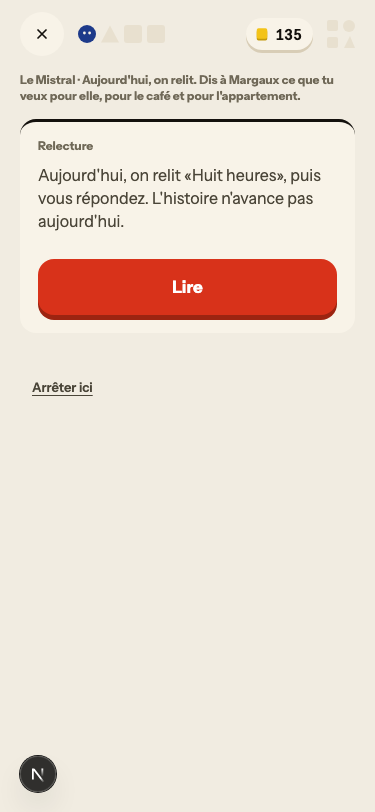 135
Le Mistral · Aujourd'hui, on relit. Dis à Margaux ce que tu
veux pour elle, pour le café et pour l'appartement.
Relecture
Aujourd'hui, on relit «Huit heures», puis
vous répondez. L'histoire n'avance pas
aujourd'hui.
Lire
Arrêter ici
N